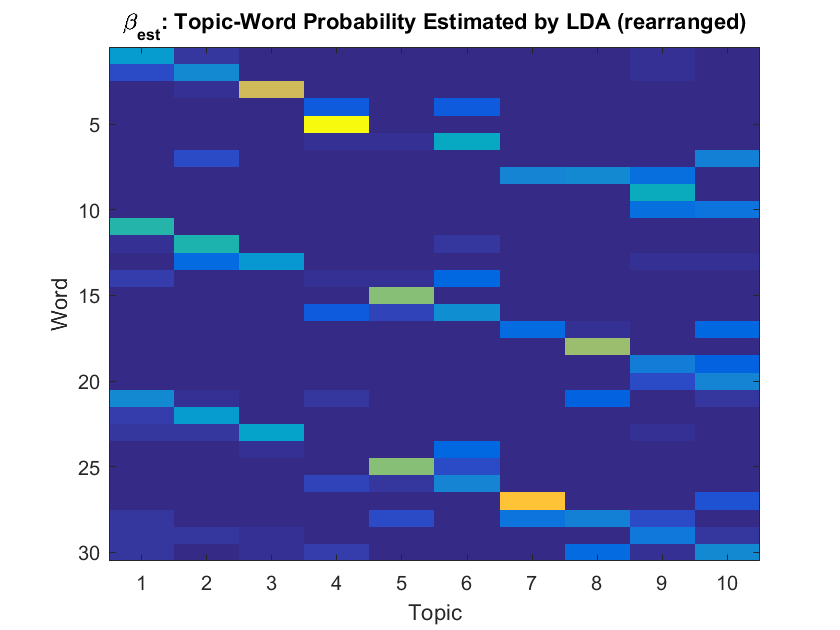 β_est: Topic-Word Probability Estimated by LDA (rearranged)
5
10
15
20
25
30
Word
1 2 3 4 5 6 7 8 9 10
Topic